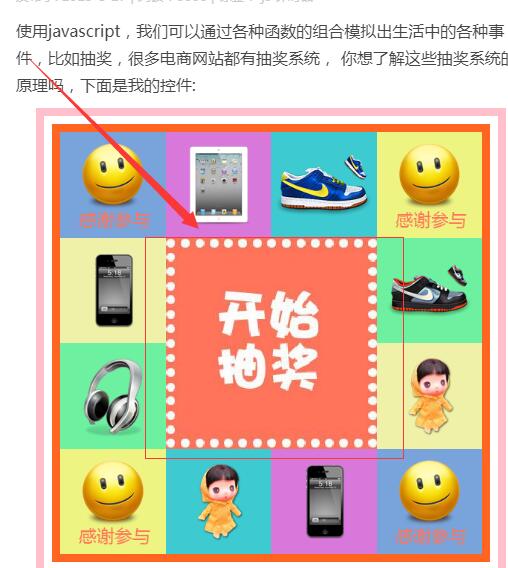 使用javascript，我们可以通过各种函数的组合模拟出生活中的各种事
件，比如抽奖，很多电商网站都有抽奖系统， 你想了解这些抽奖系统的
原理吗，下面是我的控件:
感谢参与
感谢参与
5:18
开始
抽奖
感谢参与
5:18
感谢参与